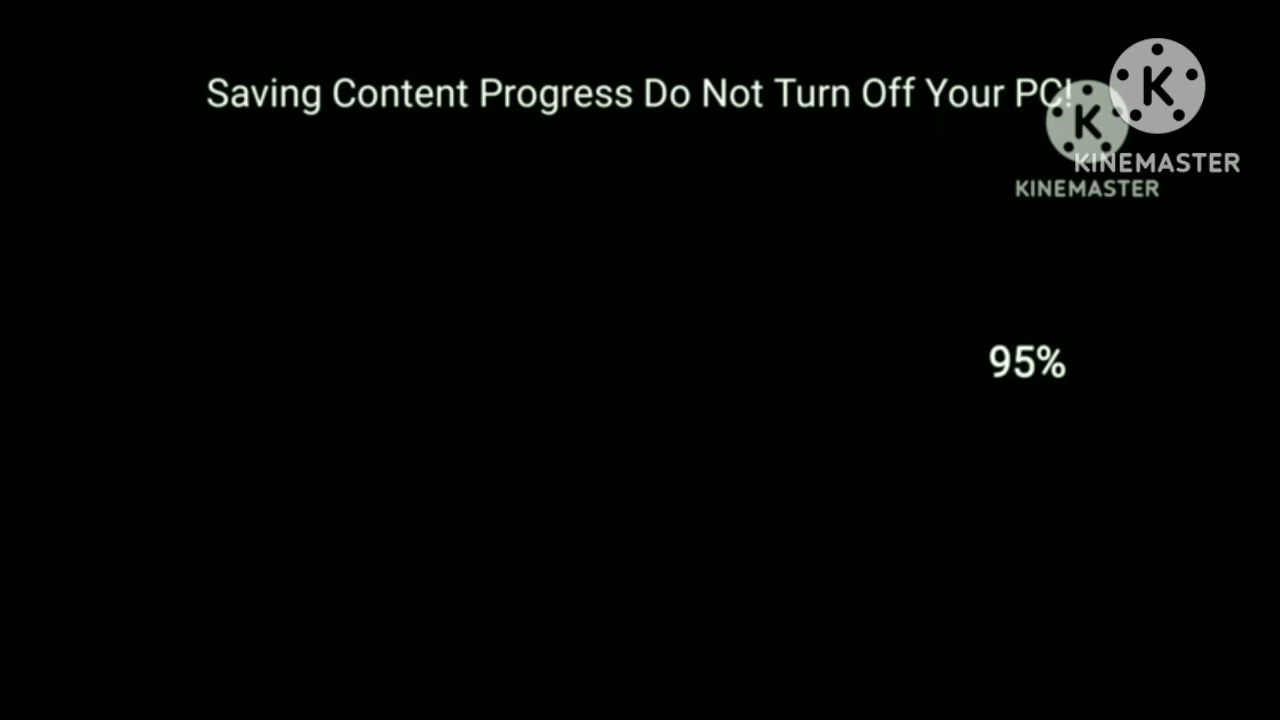 Saving Content Progress Do Not Turn Off Your PC!
K
K
KINEMASTER
KINEMASTER
95%